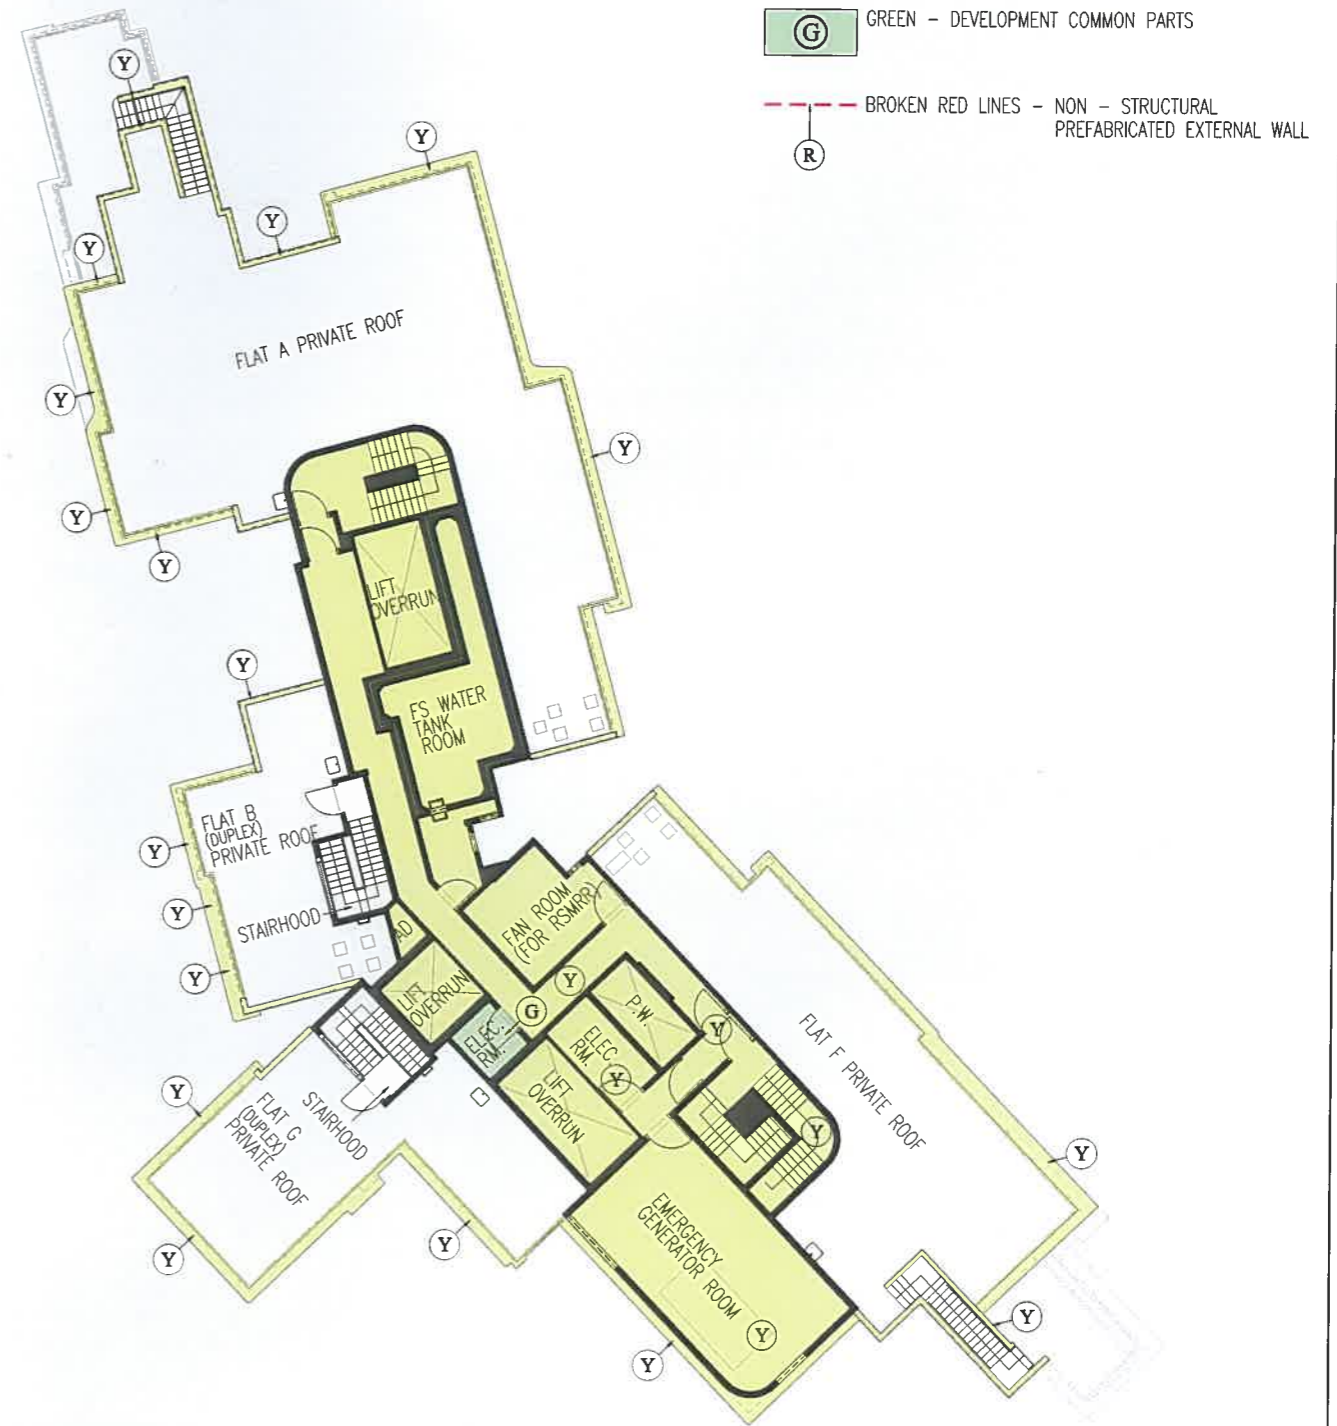 G
GREEN – DEVELOPMENT COMMON PARTS
BROKEN RED LINES – NON – STRUCTURAL
PREFABRICATED EXTERNAL WALL
R
Y
Y
Y
Y
FLAT A PRIVATE ROOF
Y
Y
Y
Y
LIFT
OVERRUN
Y
FS WATER
TANK
ROOM
FLAT B
(DUPLEX)
PRIVATE ROOF
Y
Y
STAIRHOOD
Y
AD
FAN ROOM
(FOR RSMRR)
Y
LIFT
OVERRUN
G
ELEC.
RM.
P.W.
Y
ELEC.
RM.
Y
LIFT
OVERRUN
FLAT F PRIVATE ROOF
Y
Y
FLAT G
(DUPLEX)
PRIVATE ROOF
STAIRHOOD
Y
Y
Y
EMERGENCY
GENERATOR ROOM
Y
Y
Y